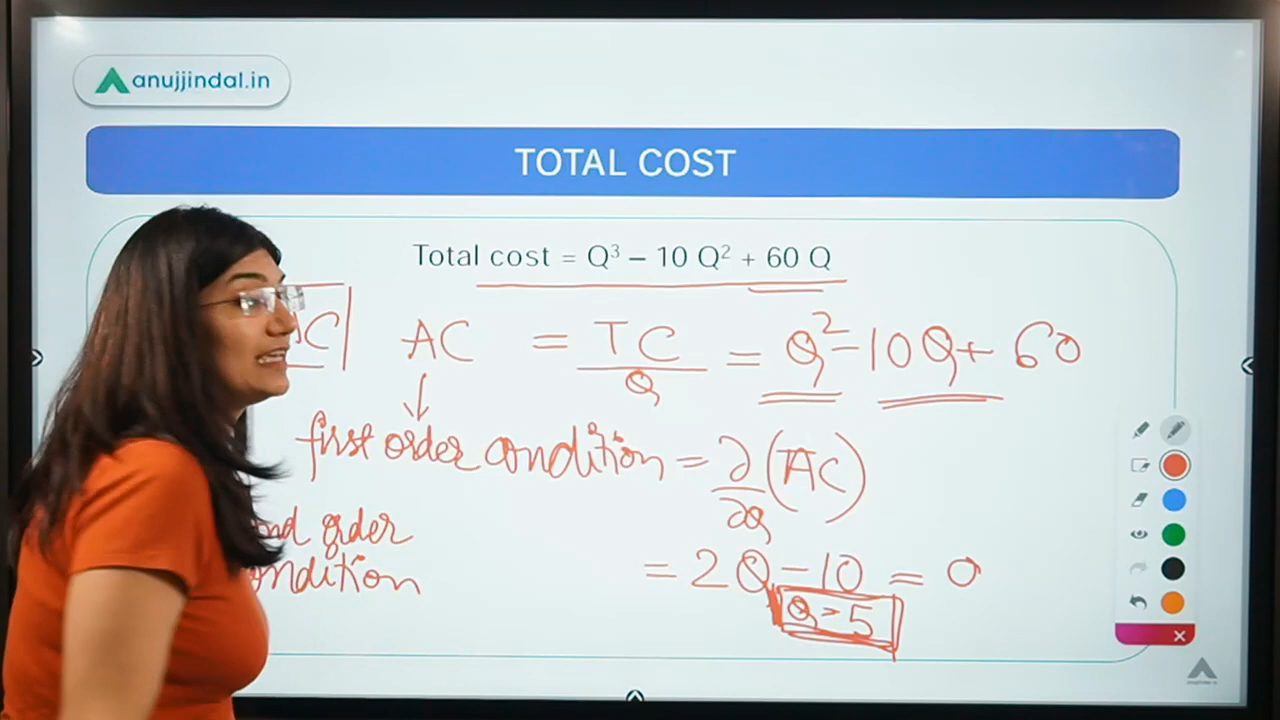 anujjindal.in
TOTAL COST
Total cost = Q³ – 10 Q² + 60 Q
AC = TC / Q = Q² - 10Q + 60
first order condition = ∂/∂Q (AC)
order
= 2Q - 10 = 0
Q = 5